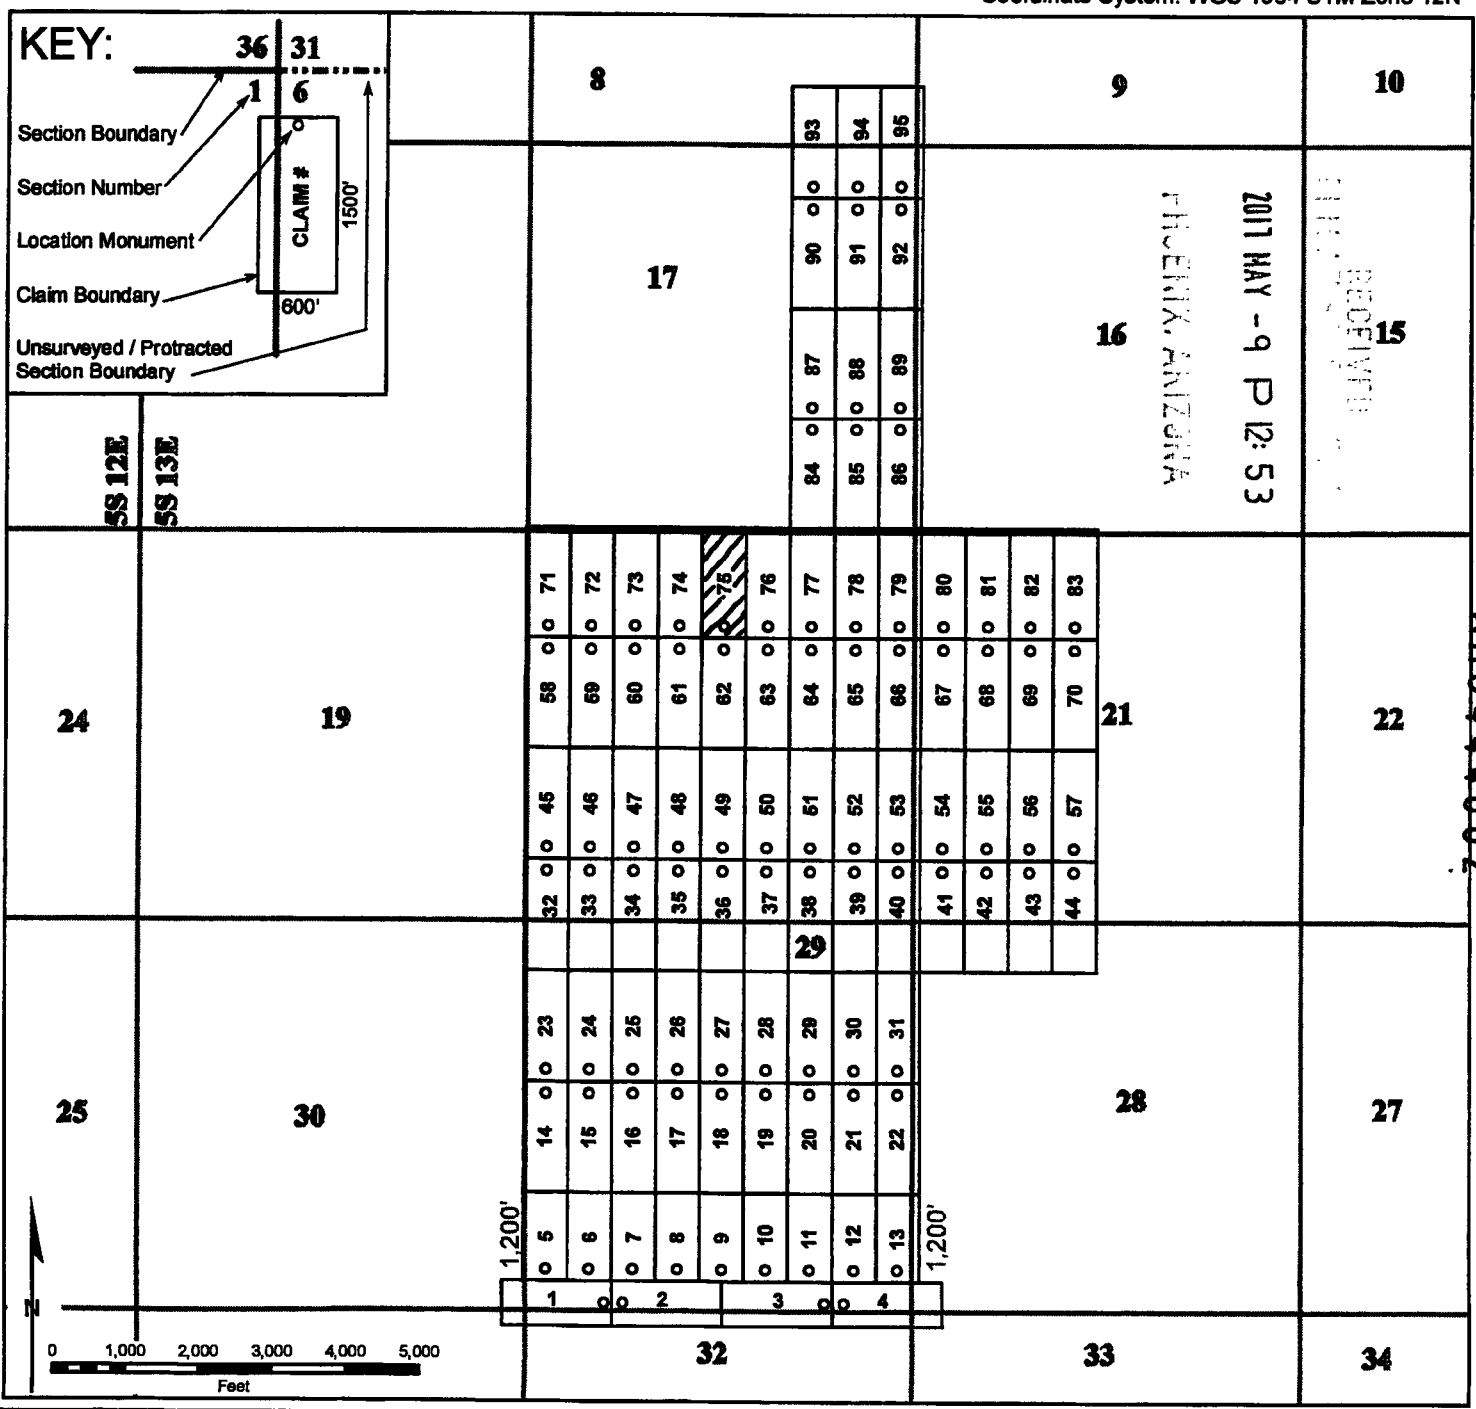 KEY:
36 31
1 6
Section Boundary
Section Number
Location Monument
Claim Boundary
Unsurveyed / Protracted
Section Boundary
CLAIM #
1500'
600'
8 9 10
93 94 95
17 16 15
90 91 92
87 88 89
84 85 86
2017 MAY -9 P 12:53
PHOENIX, ARIZONA
RECEIVED
5S 12E
5S 13E
71 72 73 74 75 76 77 78 79 80 81 82 83
58 59 60 61 62 63 64 65 66 67 68 69 70
24 19 21 22
45 46 47 48 49 50 51 52 53 54 55 56 57
32 33 34 35 36 37 38 39 40 41 42 43 44
29
23 24 25 26 27 28 29 30 31
25 30 28 27
14 15 16 17 18 19 20 21 22
1,200' 5 6 7 8 9 10 11 12 13 1,200'
1 2 3 4
N
32 33 34
0 1,000 2,000 3,000 4,000 5,000
Feet